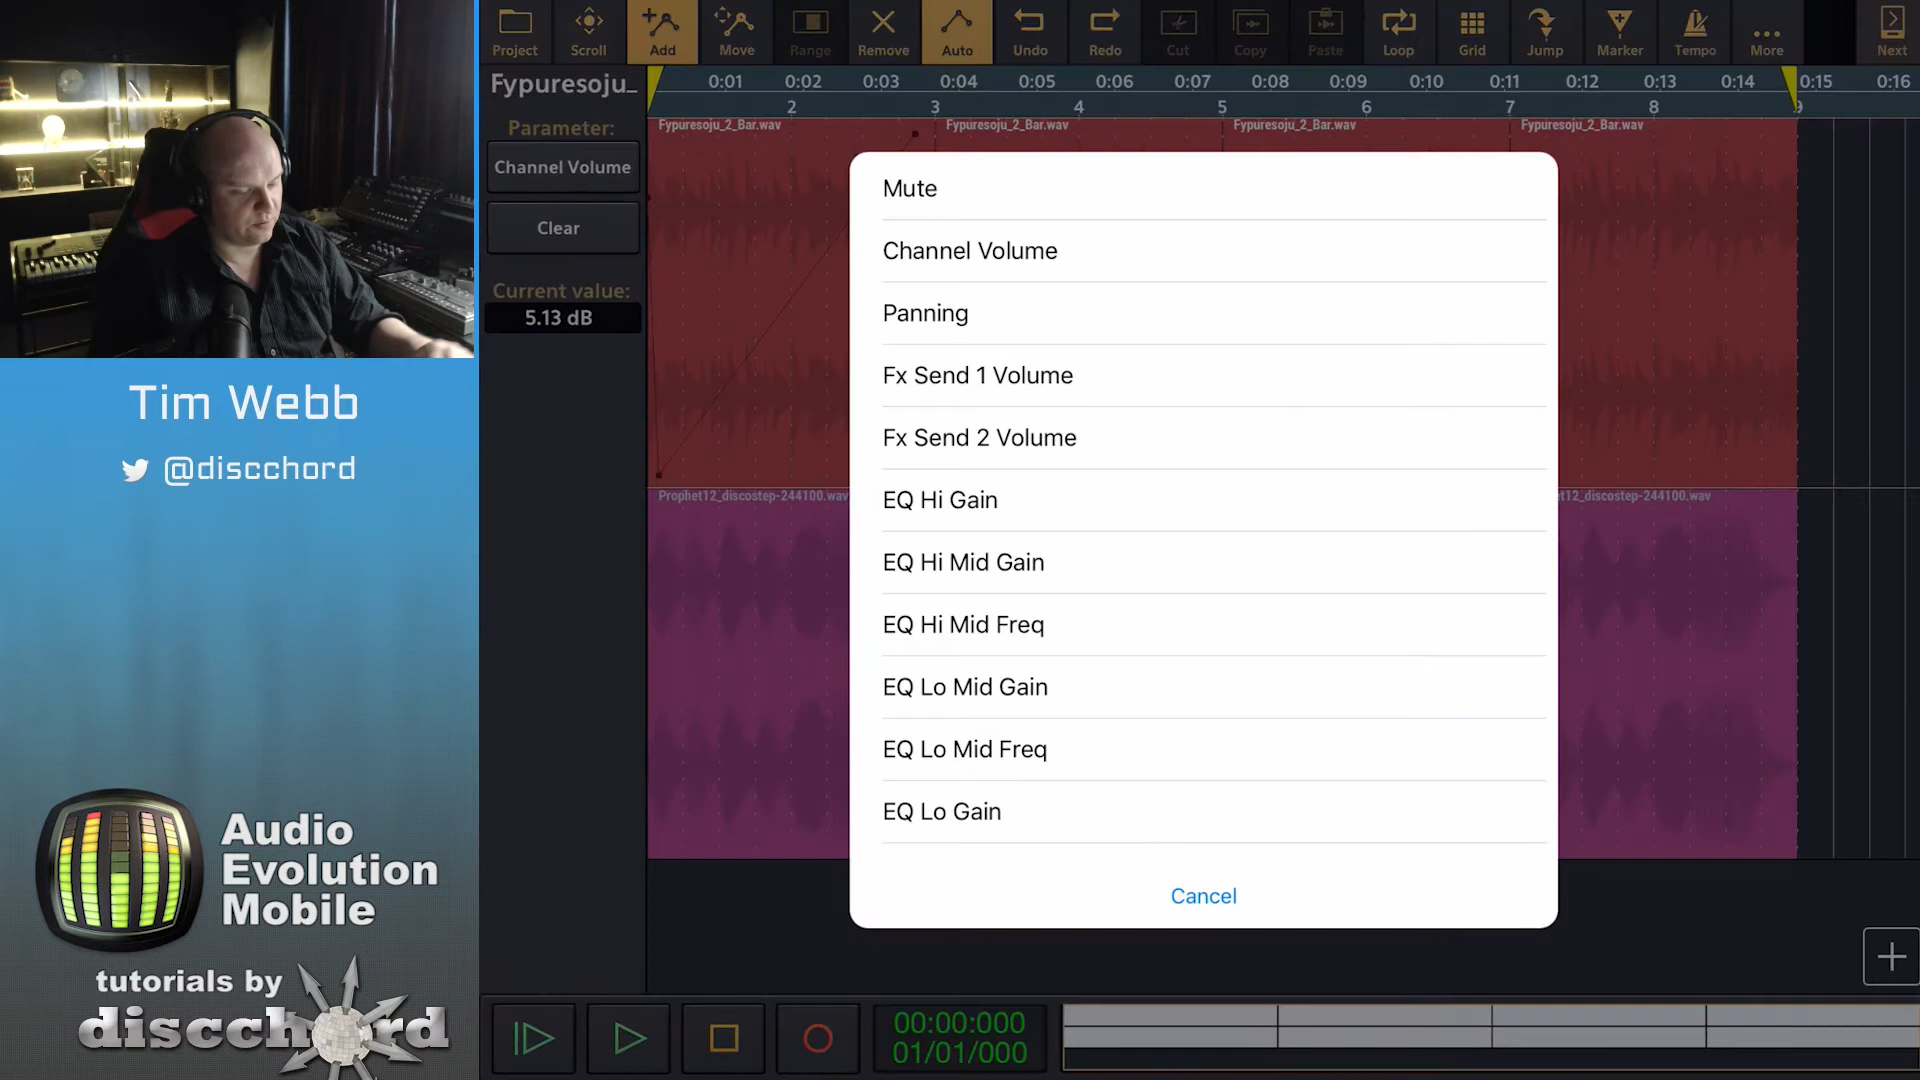 Project
Scroll
Add
Move
Range
Remove
Auto
Undo
Redo
Cut
Copy
Paste
Loop
Grid
Jump
Marker
Tempo
More
Next
Fypuresoju_
0:01 0:02 0:03 0:04 0:05 0:06 0:07 0:08 0:09 0:10 0:11 0:12 0:13 0:14 0:15 0:16
2 3 4 5 6 7 8 9
Parameter:
Channel Volume
Clear
Current value:
5.13 dB
Fypuresoju_2_Bar.wav
Fypuresoju_2_Bar.wav
Fypuresoju_2_Bar.wav
Fypuresoju_2_Bar.wav
Mute
Channel Volume
Panning
Fx Send 1 Volume
Fx Send 2 Volume
EQ Hi Gain
EQ Hi Mid Gain
EQ Hi Mid Freq
EQ Lo Mid Gain
EQ Lo Mid Freq
EQ Lo Gain
Cancel
Prophet12_discostep-244100.wav
et12_discostep-244100.wav
Tim Webb
@discchord
Audio
Evolution
Mobile
tutorials by
discchord
00:00:000
01/01/000